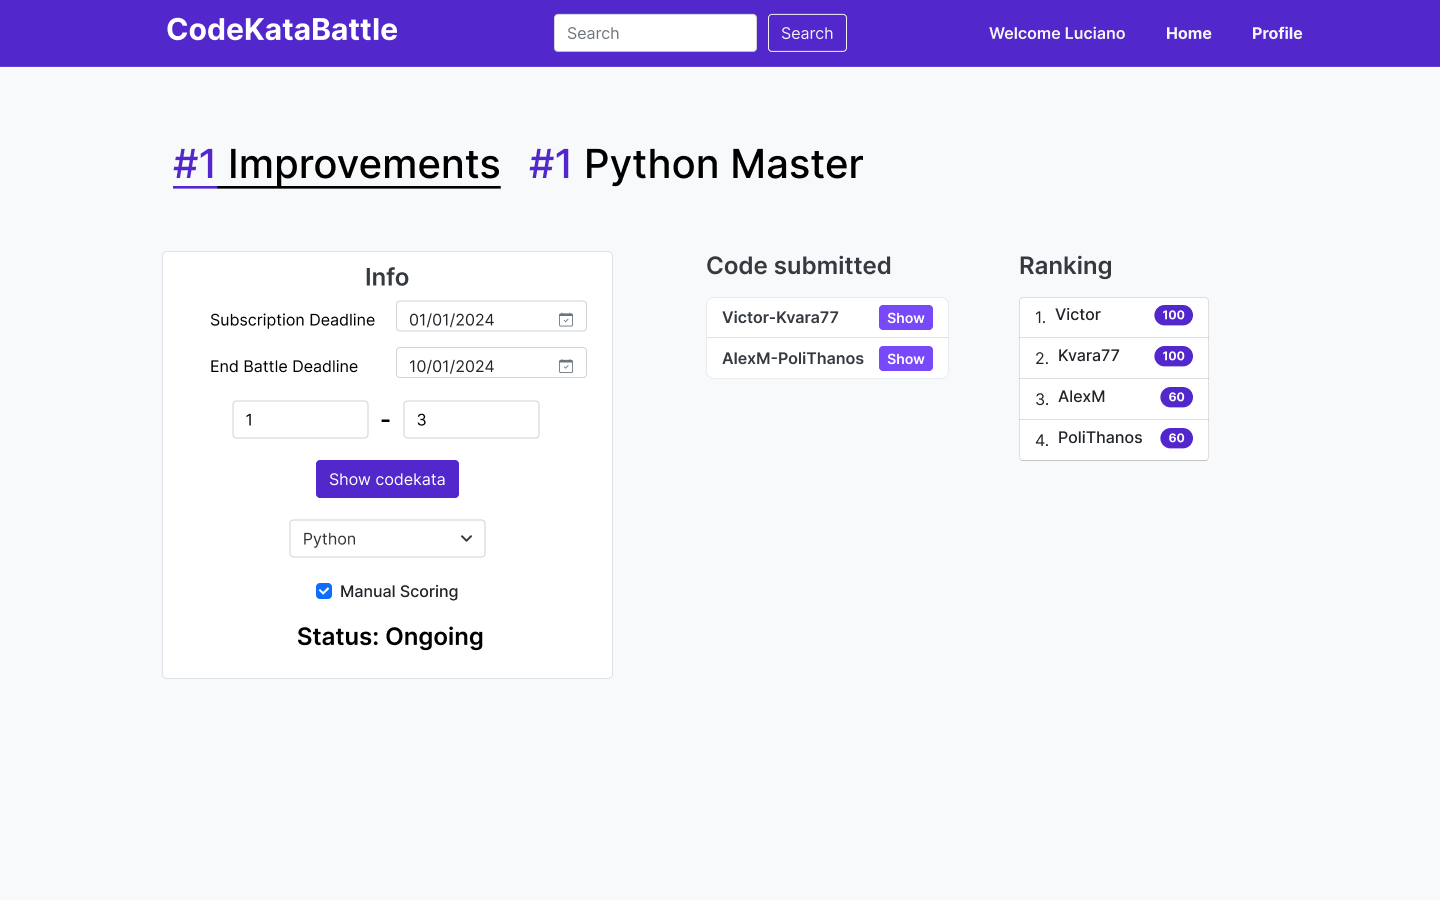 CodeKataBattle
Search
Search
Welcome Luciano
Home
Profile
#1 Improvements
#1 Python Master
Info
Subscription Deadline
01/01/2024
End Battle Deadline
10/01/2024
1
-
3
Show codekata
Python
Manual Scoring
Status: Ongoing
Code submitted
Victor-Kvara77
Show
AlexM-PoliThanos
Show
Ranking
1. Victor 100
2. Kvara77 100
3. AlexM 60
4. PoliThanos 60